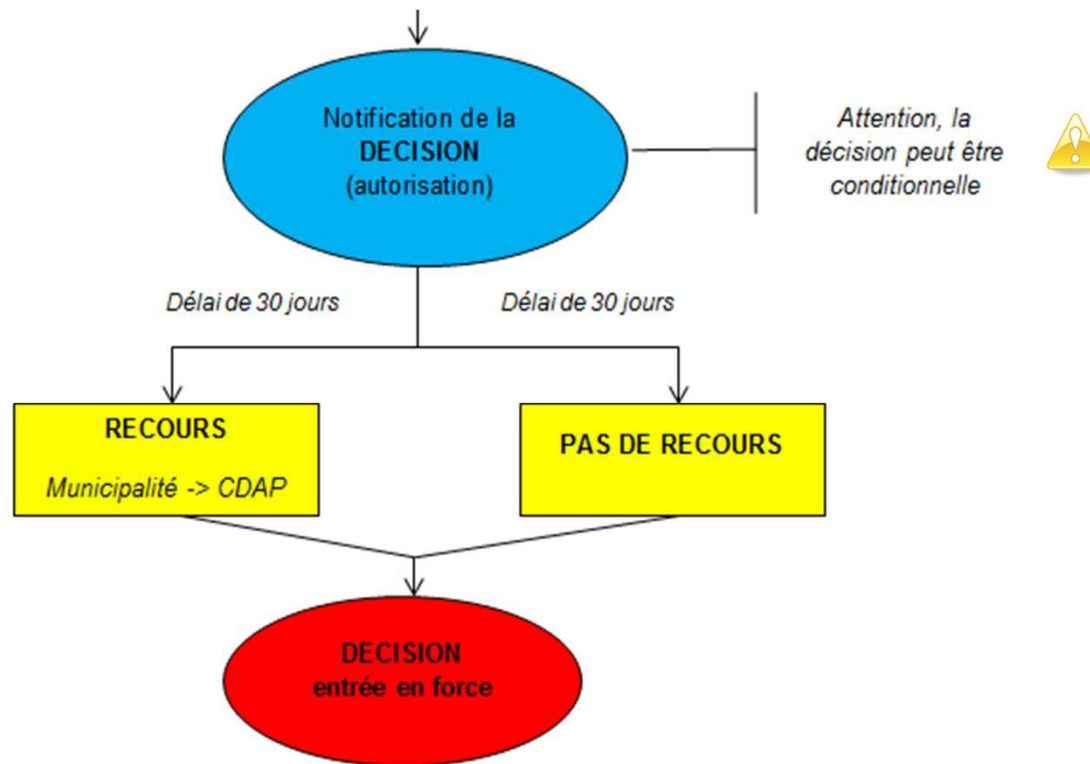 Notification de la
DECISION
(autorisation)
Attention, la
décision peut être
conditionnelle
Délai de 30 jours
Délai de 30 jours
RECOURS
Municipalité -> CDAP
PAS DE RECOURS
DECISION
entrée en force